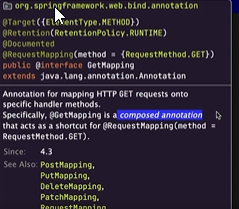 org.springframework.web.bind.annotation
@Target({ElementType.METHOD})
@Retention(RetentionPolicy.RUNTIME)
@Documented
@RequestMapping(method = {RequestMethod.GET})
public @interface GetMapping
extends java.lang.annotation.Annotation
Annotation for mapping HTTP GET requests onto
specific handler methods.
Specifically, @GetMapping is a composed annotation
that acts as a shortcut for @RequestMapping(method =
RequestMethod.GET).
Since: 4.3
See Also: PostMapping,
PutMapping,
DeleteMapping,
PatchMapping,
RequestMapping